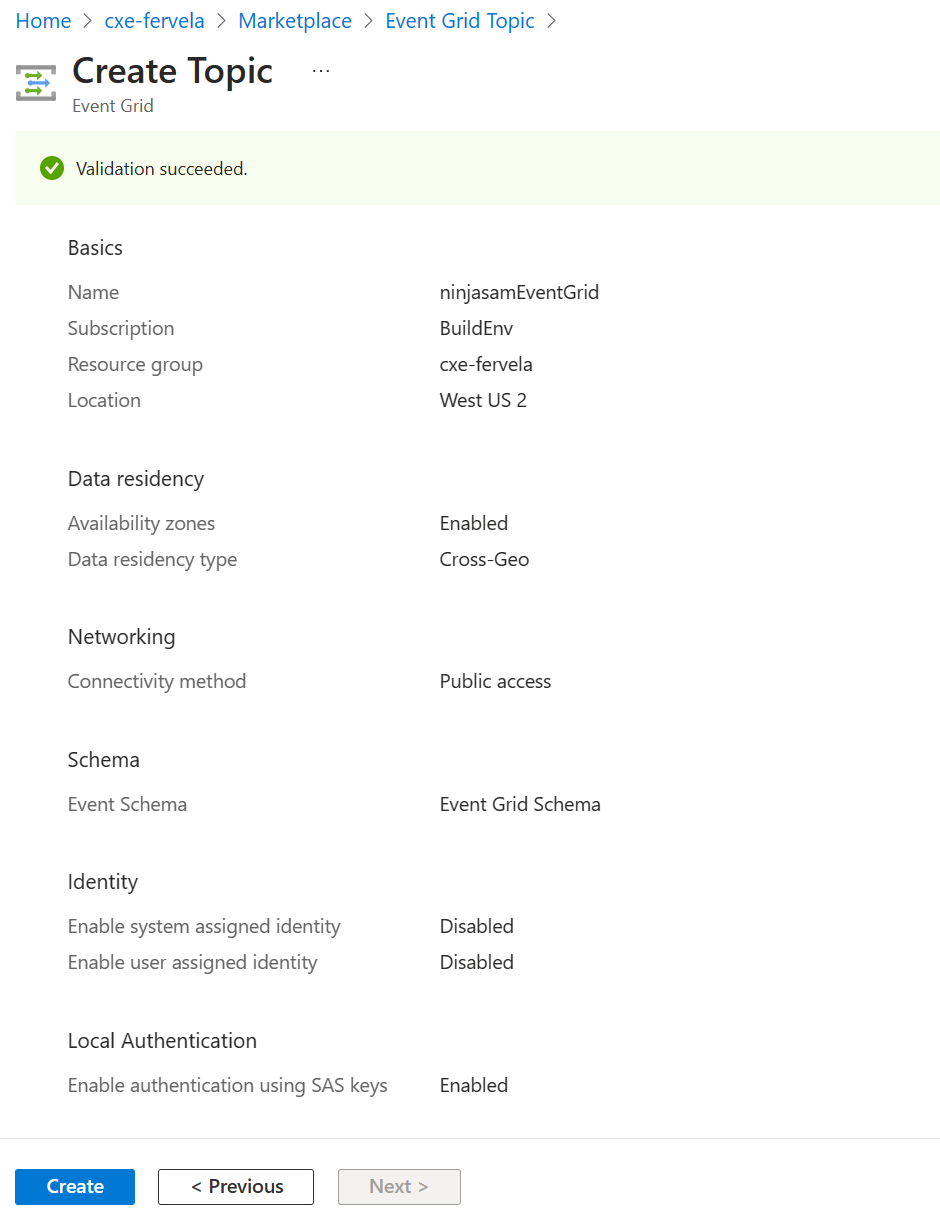 Home > cxe-fervela > Marketplace > Event Grid Topic >
Create Topic ...
Event Grid
Validation succeeded.
Basics
Name ninjasamEventGrid
Subscription BuildEnv
Resource group cxe-fervela
Location West US 2
Data residency
Availability zones Enabled
Data residency type Cross-Geo
Networking
Connectivity method Public access
Schema
Event Schema Event Grid Schema
Identity
Enable system assigned identity Disabled
Enable user assigned identity Disabled
Local Authentication
Enable authentication using SAS keys Enabled
Create < Previous Next >